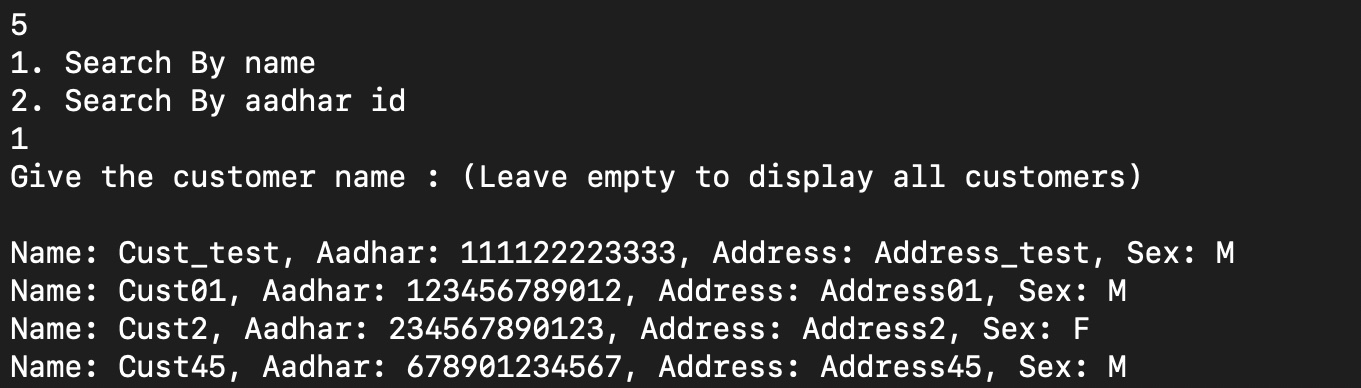 5
1. Search By name
2. Search By aadhar id
1
Give the customer name : (Leave empty to display all customers)
Name: Cust_test, Aadhar: 111122223333, Address: Address_test, Sex: M
Name: Cust01, Aadhar: 123456789012, Address: Address01, Sex: M
Name: Cust2, Aadhar: 234567890123, Address: Address2, Sex: F
Name: Cust45, Aadhar: 678901234567, Address: Address45, Sex: M